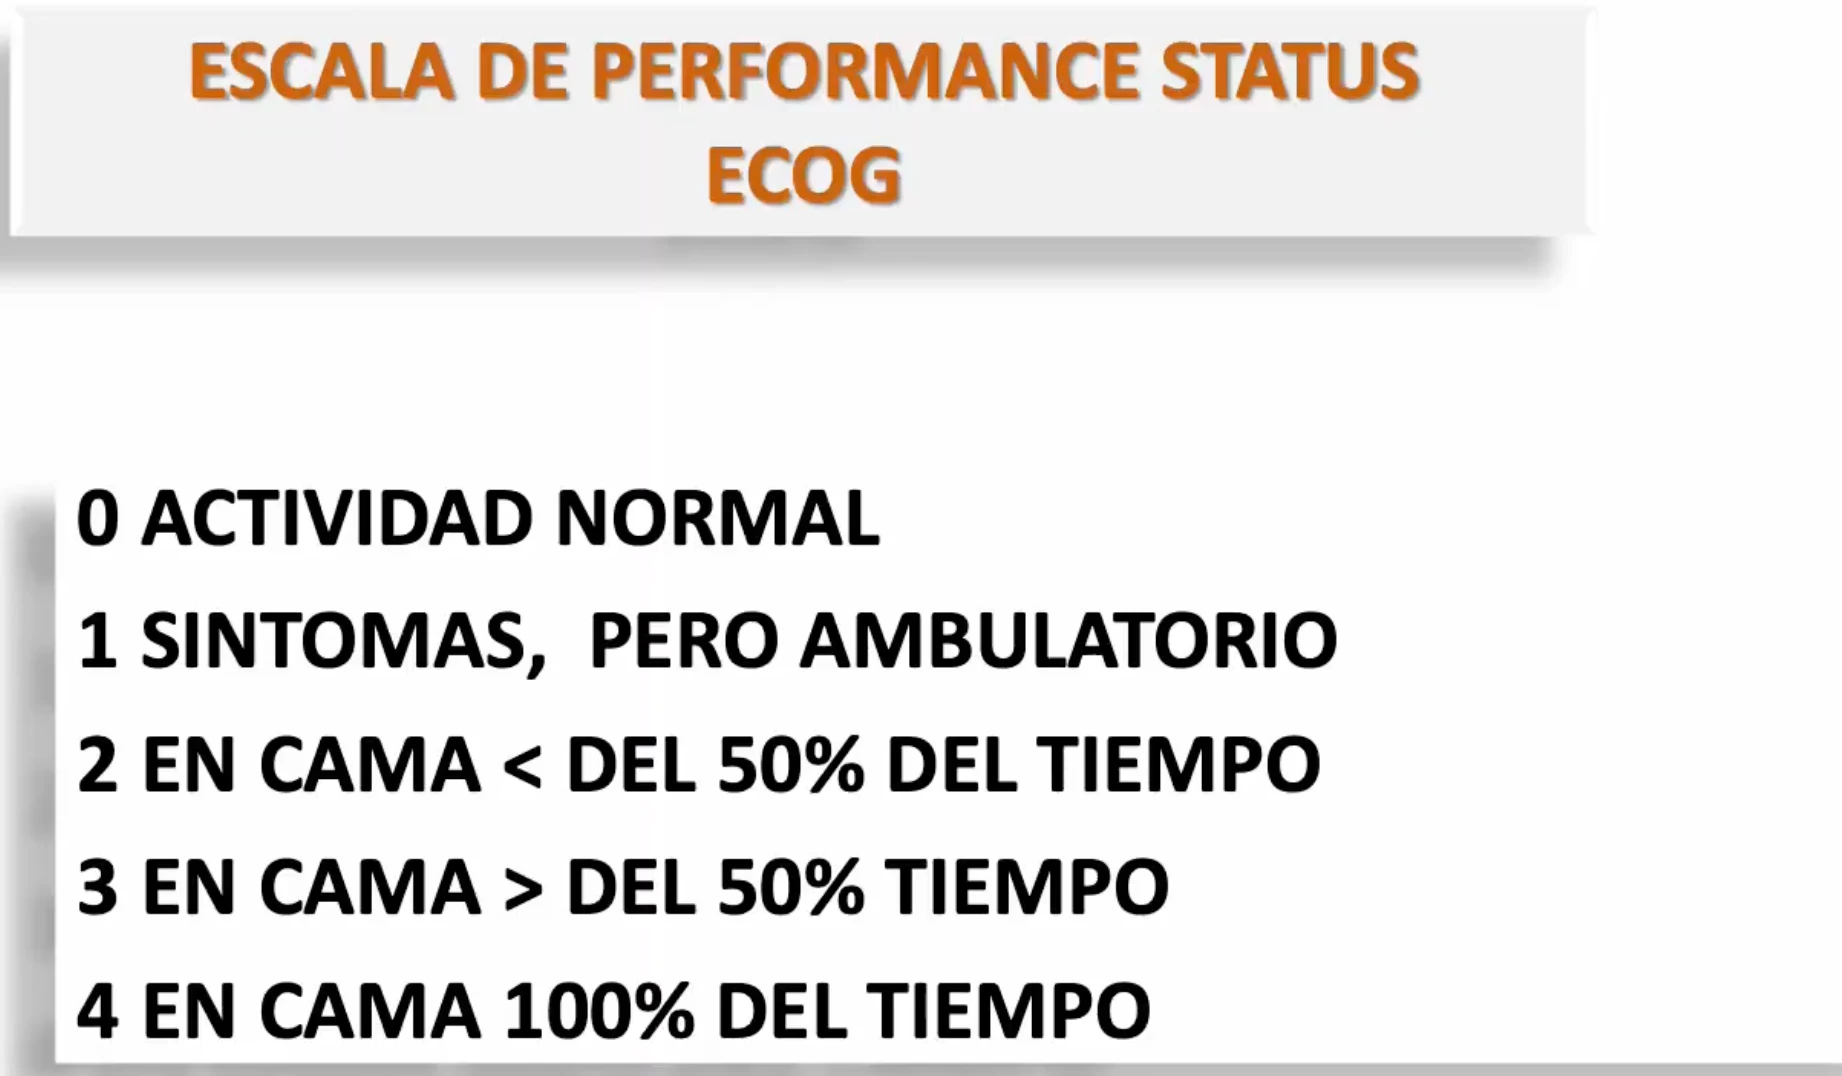 ESCALA DE PERFORMANCE STATUS
ECOG
0 ACTIVIDAD NORMAL
1 SINTOMAS,  PERO AMBULATORIO
2 EN CAMA < DEL 50% DEL TIEMPO
3 EN CAMA > DEL 50% TIEMPO
4 EN CAMA 100% DEL TIEMPO